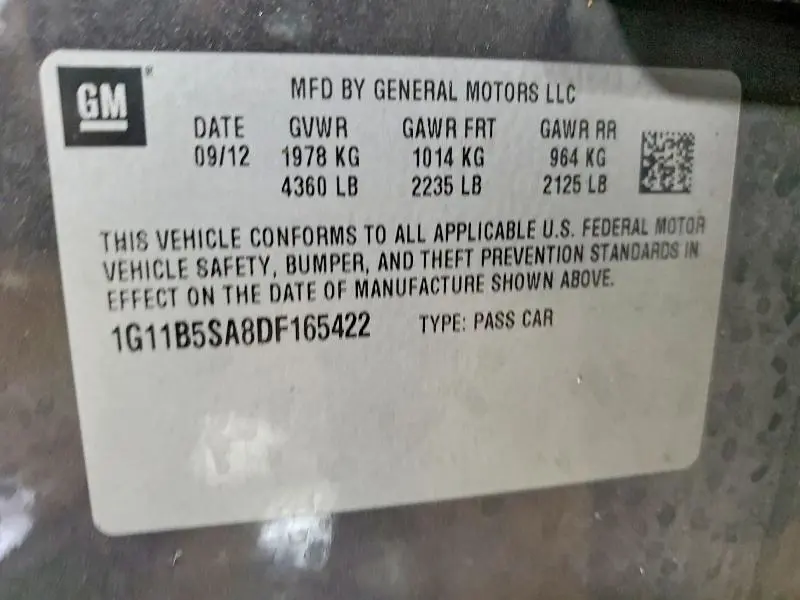 GM
MFD BY GENERAL MOTORS LLC
DATE GVWR GAWR FRT GAWR RR
09/12 1978 KG 1014 KG 964 KG
4360 LB 2235 LB 2125 LB
THIS VEHICLE CONFORMS TO ALL APPLICABLE U.S. FEDERAL MOTOR
VEHICLE SAFETY, BUMPER, AND THEFT PREVENTION STANDARDS IN
EFFECT ON THE DATE OF MANUFACTURE SHOWN ABOVE.
1G11B5SA8DF165422 TYPE: PASS CAR